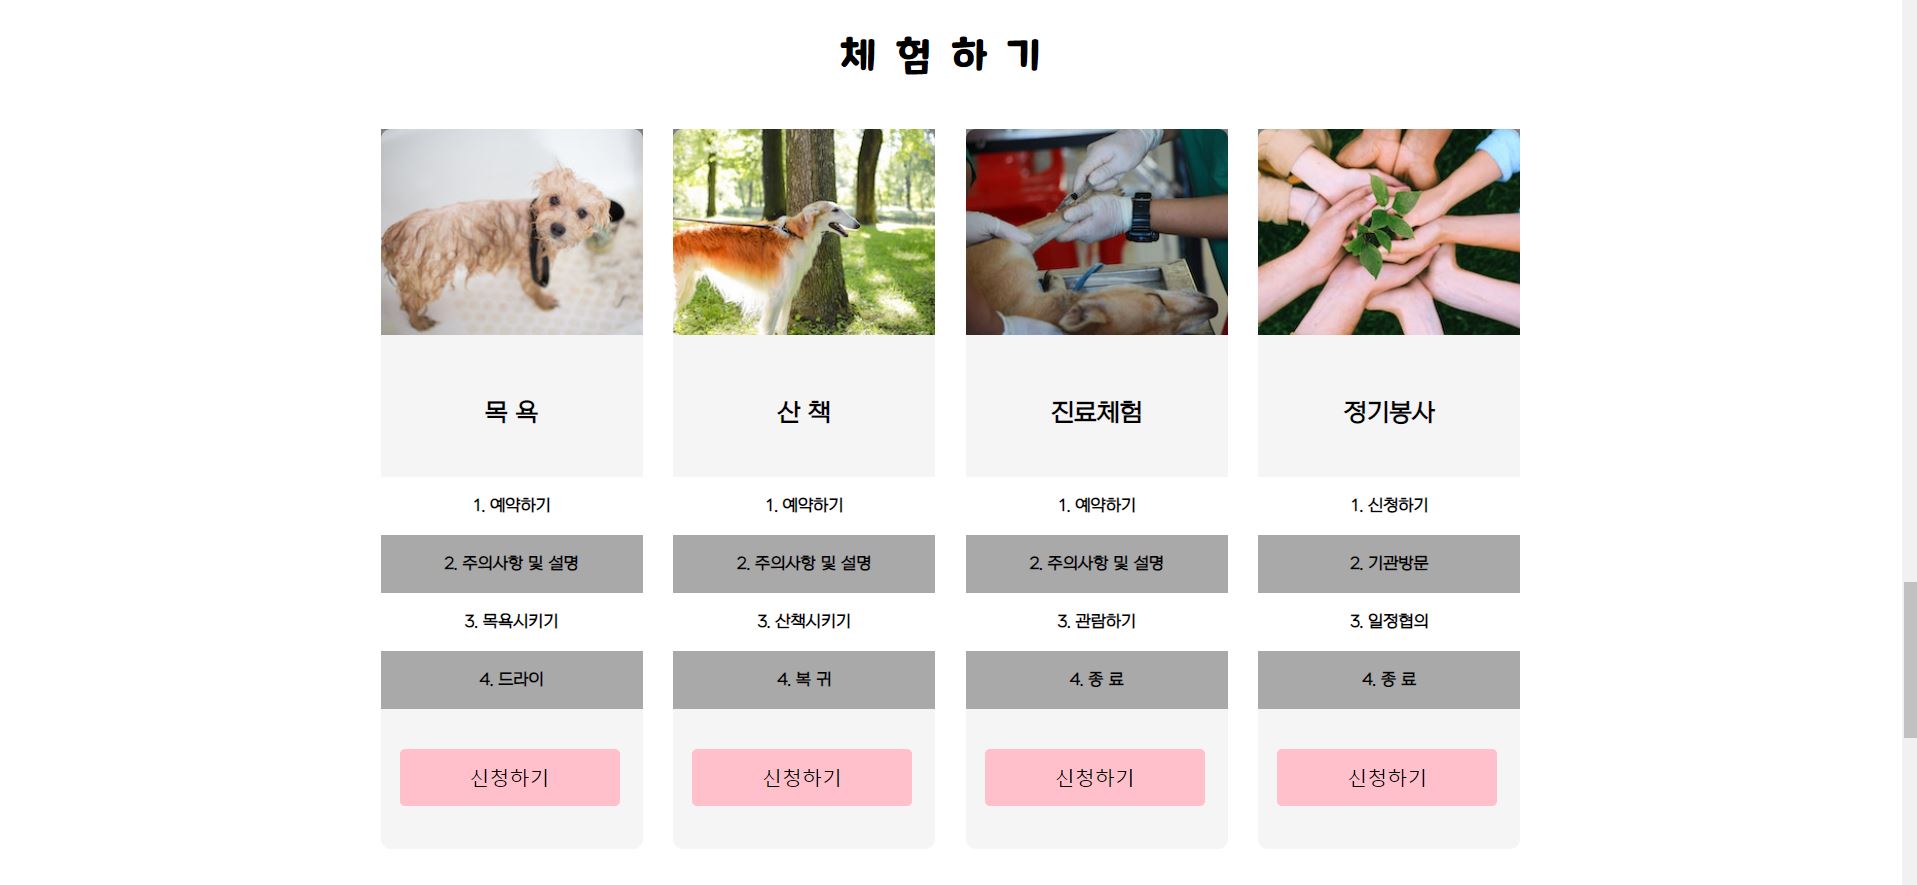 체 험 하 기
목 욕
1. 예약하기
2. 주의사항 및 설명
3. 목욕시키기
4. 드라이
신청하기
산 책
1. 예약하기
2. 주의사항 및 설명
3. 산책시키기
4. 복 귀
신청하기
진료체험
1. 예약하기
2. 주의사항 및 설명
3. 관람하기
4. 종 료
신청하기
정기봉사
1. 신청하기
2. 기관방문
3. 일정협의
4. 종 료
신청하기